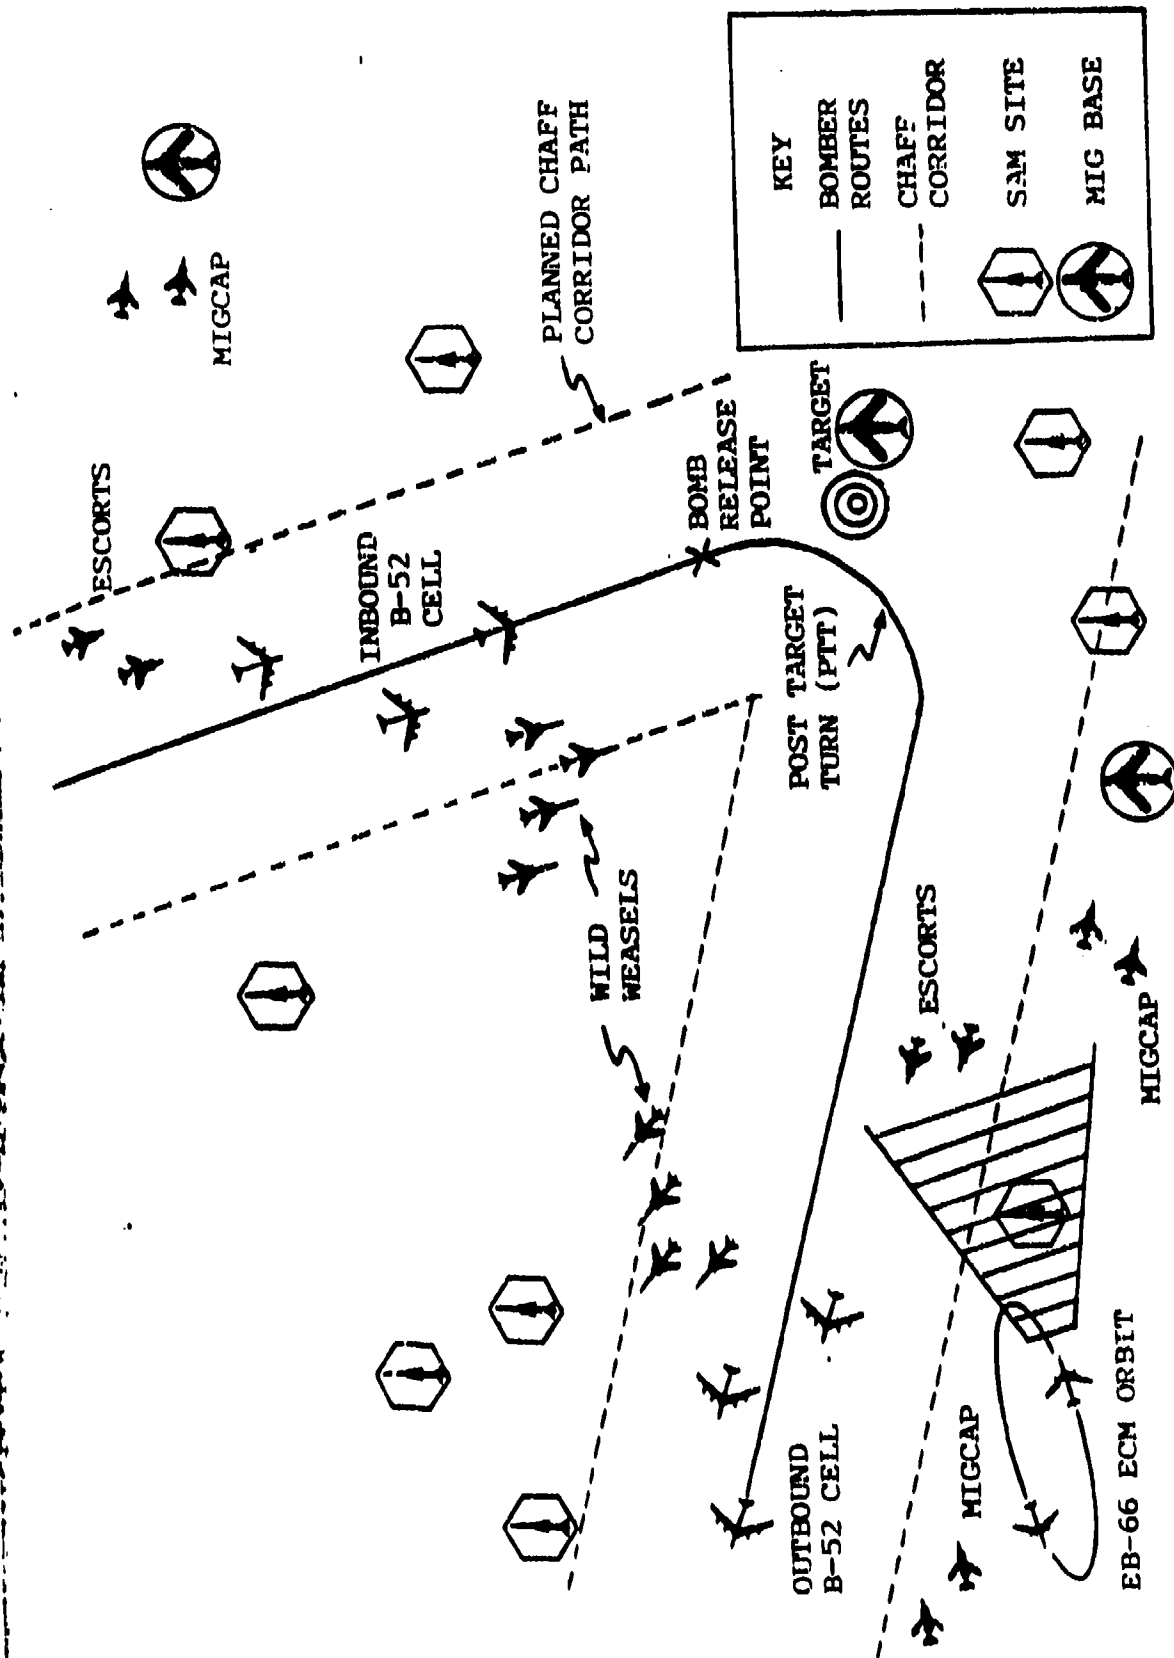 ESCORTS
MIGCAP
INBOUND
B-52
CELL
PLANNED CHAFF
CORRIDOR PATH
WILD
WEASELS
BOMB
RELEASE
POINT
TARGET
POST TARGET
TURN (PTT)
ESCORTS
MIGCAP
OUTBOUND
B-52 CELL
MIGCAP
EB-66 ECM ORBIT
KEY
BOMBER
ROUTES
CHAFF
CORRIDOR
SAM SITE
MIG BASE